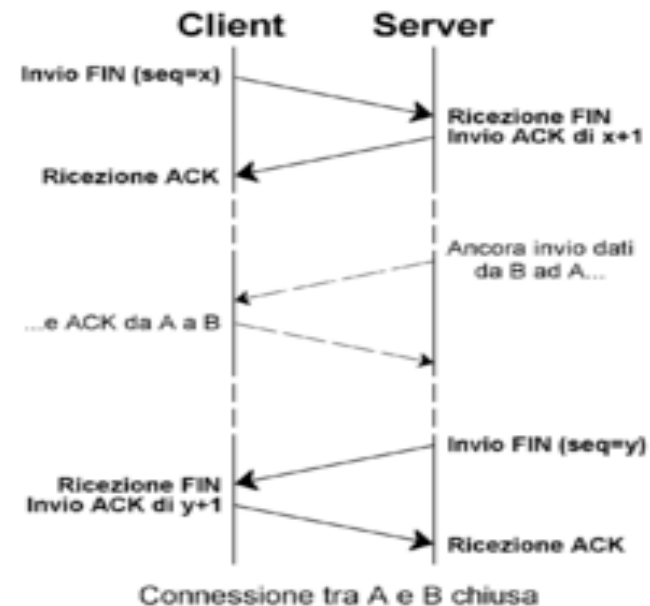 Client Server
Invio FIN (seq=x)
Ricezione FIN
Invio ACK di x+1
Ricezione ACK
Ancora invio dati
da B ad A...
...e ACK da A a B
Invio FIN (seq=y)
Ricezione FIN
Invio ACK di y+1
Ricezione ACK
Connessione tra A e B chiusa